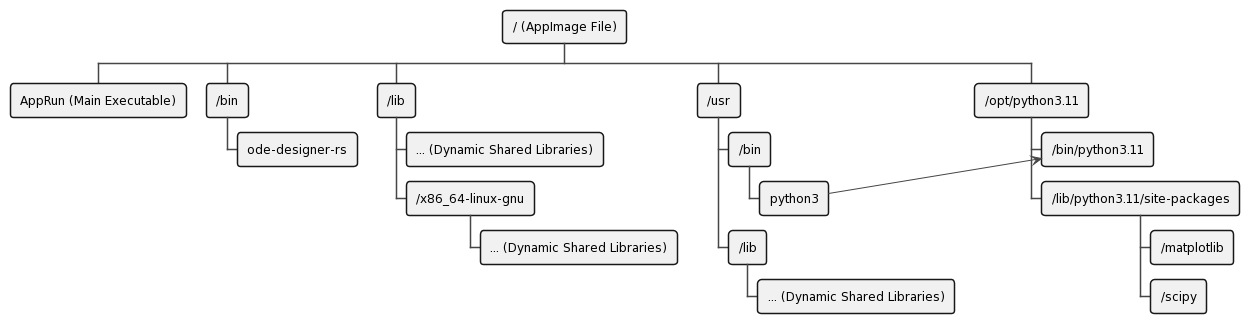 / (AppImage File)
AppRun (Main Executable)
/bin
ode-designer-rs
/lib
... (Dynamic Shared Libraries)
/x86_64-linux-gnu
... (Dynamic Shared Libraries)
/usr
/bin
python3
/lib
... (Dynamic Shared Libraries)
/opt/python3.11
/bin/python3.11
/lib/python3.11/site-packages
/matplotlib
/scipy